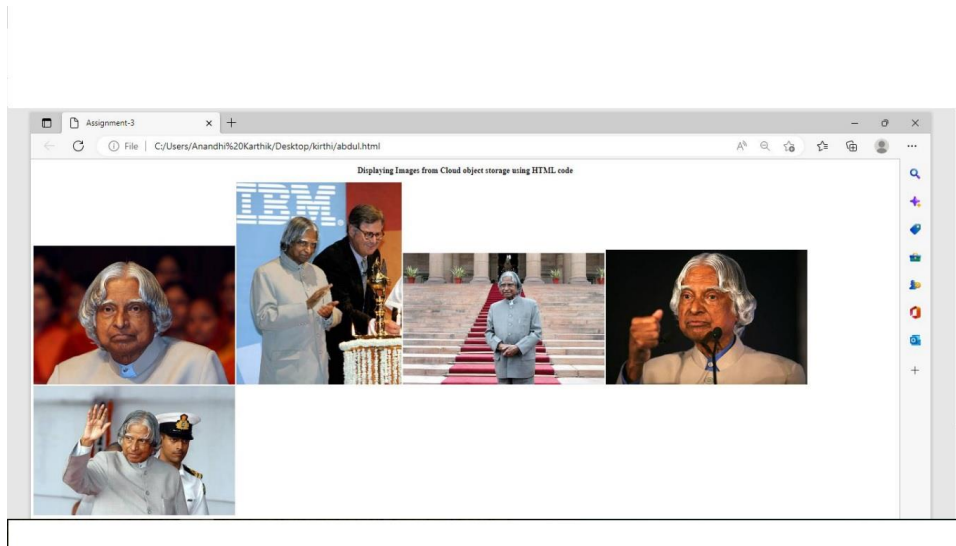 Assignment-3
File | C:/Users/Anandhi%20Karthik/Desktop/kirthi/abdul.html
Displaying Images from Cloud object storage using HTML code
IBM.